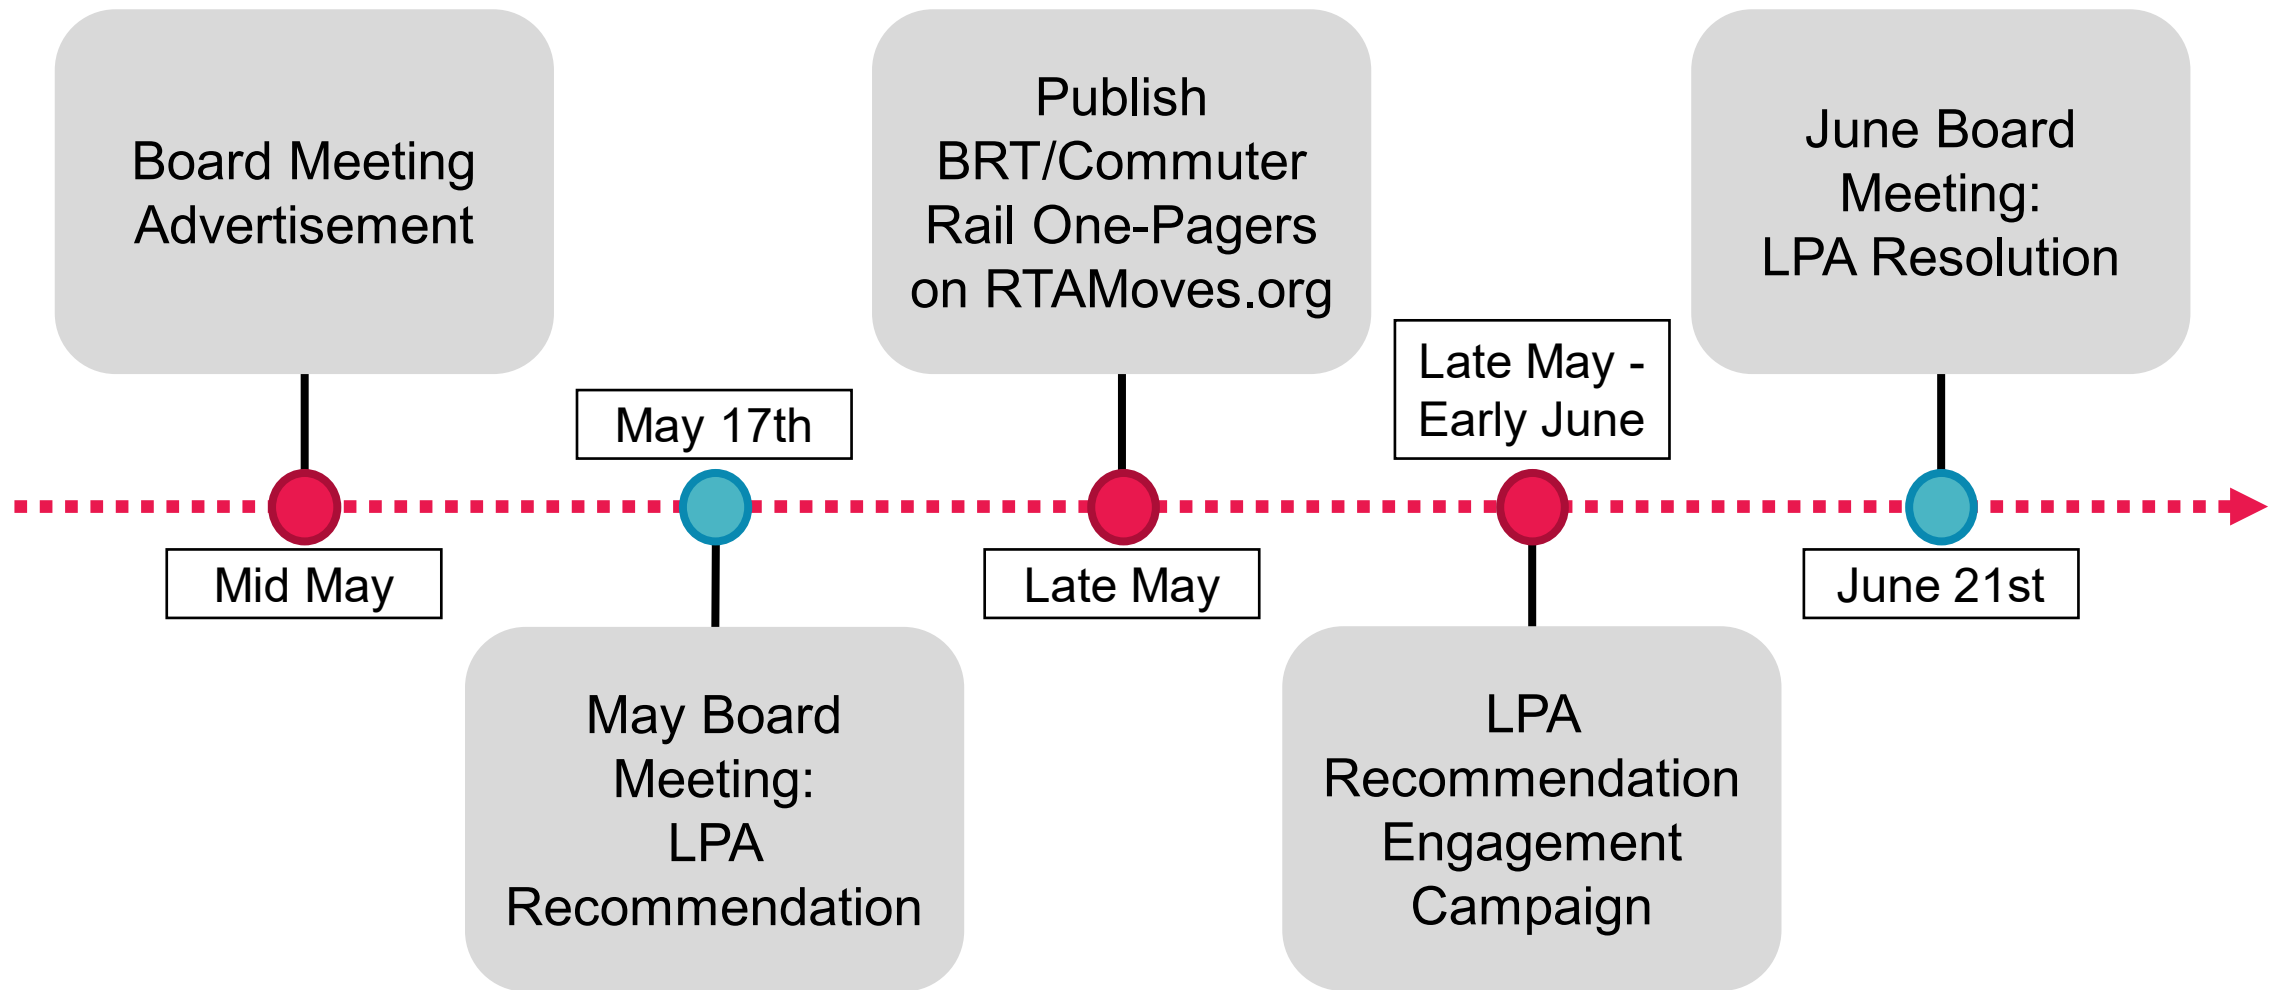 Board Meeting
Advertisement
Mid May
May 17th
May Board
Meeting:
LPA
Recommendation
Publish
BRT/Commuter
Rail One-Pagers
on RTAMoves.org
Late May
Late May -
Early June
LPA
Recommendation
Engagement
Campaign
June Board
Meeting:
LPA Resolution
June 21st